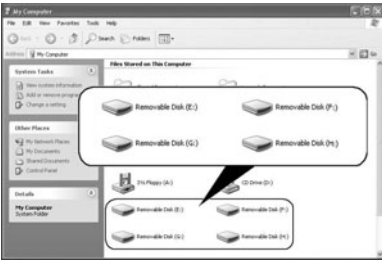 My Computer
File Edit View Favorites Tools Help
Search Folders
Address My Computer
System Tasks
View system information
Add or remove programs
Change a setting
Other Places
My Network Places
My Documents
Shared Documents
Control Panel
Details
My Computer
System Folder
Files Stored on This Computer
Removable Disk (E:) Removable Disk (F:)
Removable Disk (G:) Removable Disk (H:)
3½ Floppy (A:) CD Drive (D:)
Removable Disk (E:) Removable Disk (F:)
Removable Disk (G:) Removable Disk (H:)